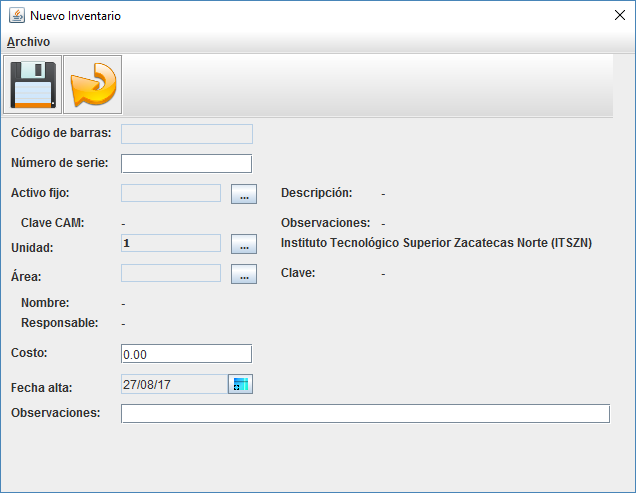 Nuevo Inventario
Archivo
Código de barras:
Número de serie:
Activo fijo: ... Descripción: -
Clave CAM: - Observaciones: -
Unidad: 1 ... Instituto Tecnológico Superior Zacatecas Norte (ITSZN)
Área: ... Clave: -
Nombre: -
Responsable: -
Costo: 0.00
Fecha alta: 27/08/17
Observaciones: